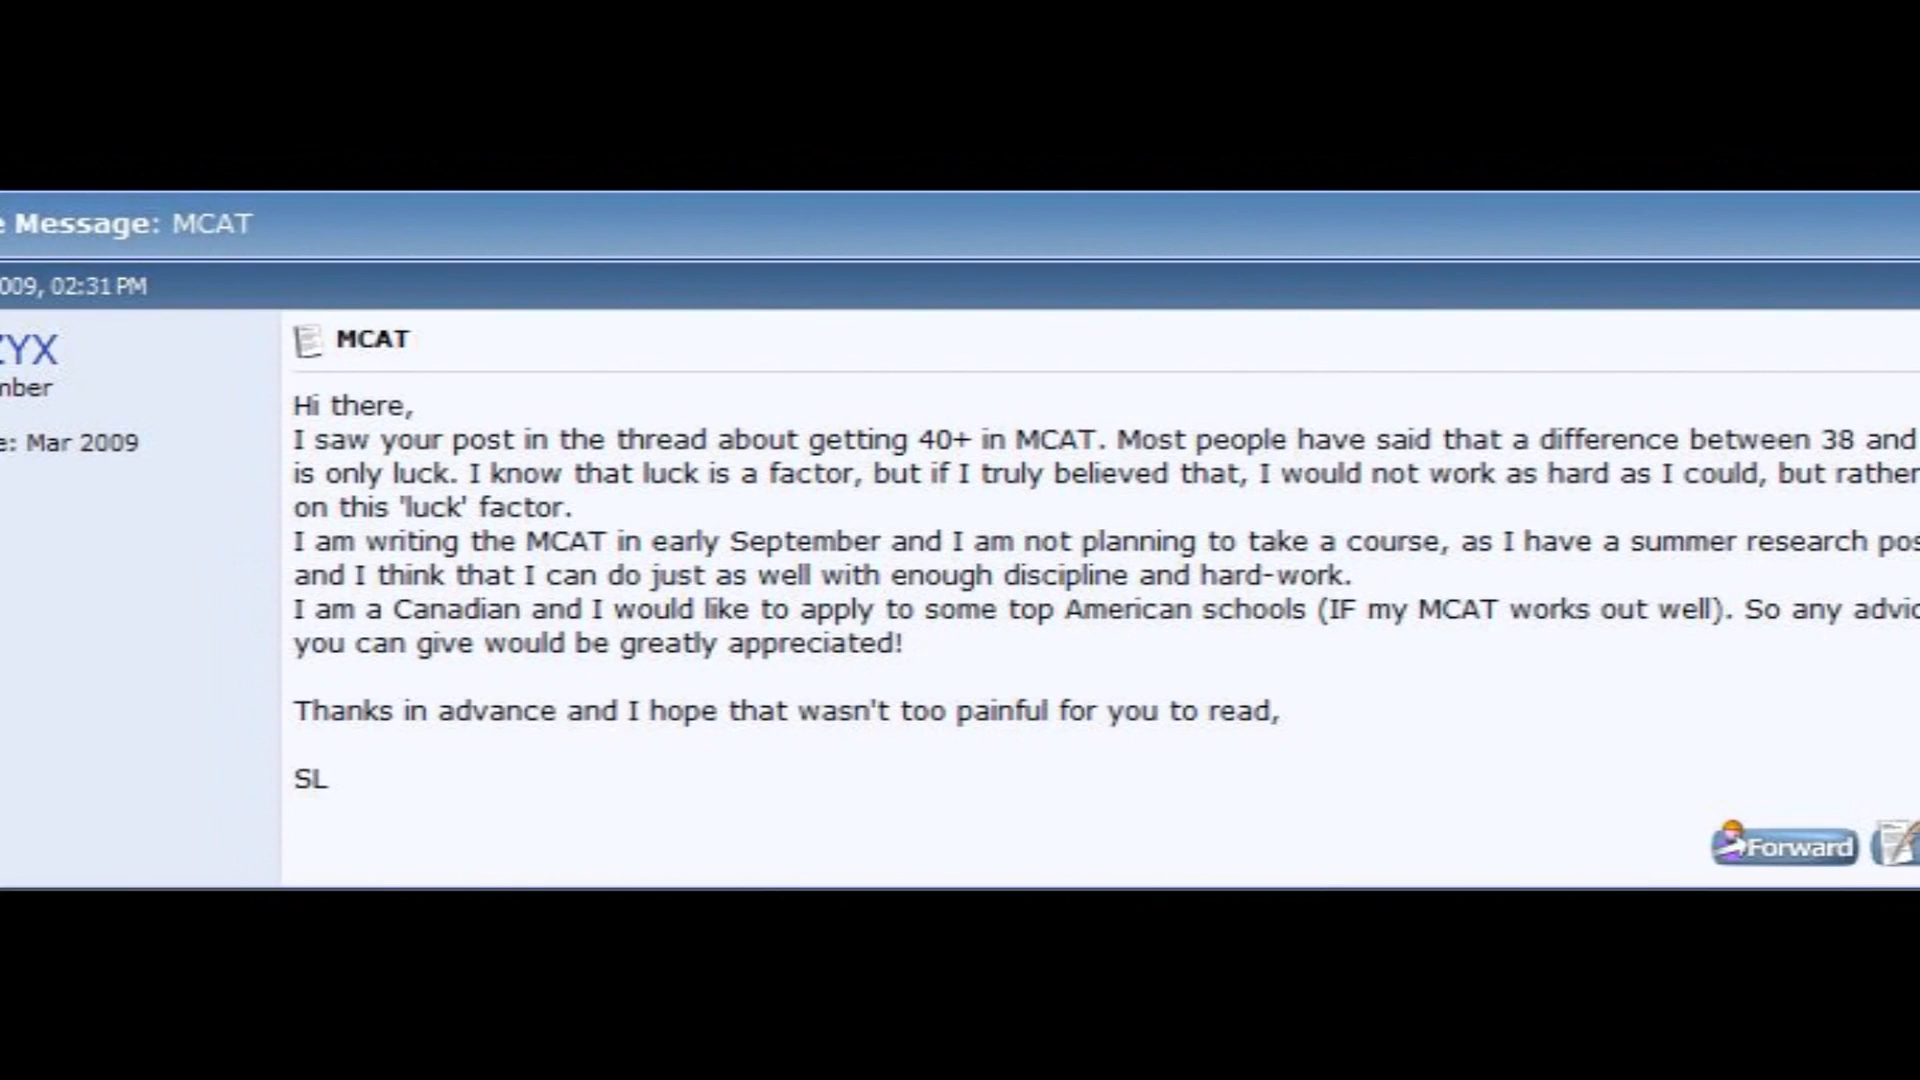 Message: MCAT
009, 02:31 PM
ZYX
mber
e: Mar 2009
MCAT
Hi there,
I saw your post in the thread about getting 40+ in MCAT. Most people have said that a difference between 38 and
is only luck. I know that luck is a factor, but if I truly believed that, I would not work as hard as I could, but rather
on this 'luck' factor.
I am writing the MCAT in early September and I am not planning to take a course, as I have a summer research pos
and I think that I can do just as well with enough discipline and hard-work.
I am a Canadian and I would like to apply to some top American schools (IF my MCAT works out well). So any advic
you can give would be greatly appreciated!
Thanks in advance and I hope that wasn't too painful for you to read,
SL
Forward